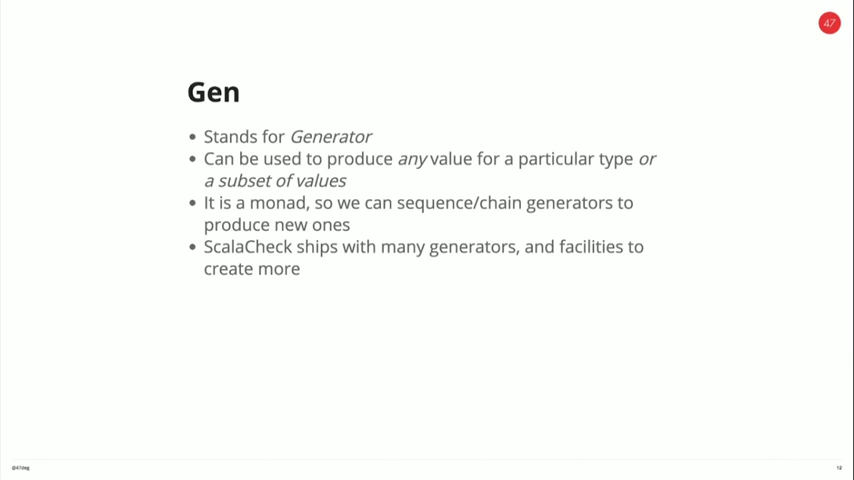 47
Gen
• Stands for Generator
• Can be used to produce any value for a particular type or
a subset of values
• It is a monad, so we can sequence/chain generators to
produce new ones
• ScalaCheck ships with many generators, and facilities to
create more
@47deg
12